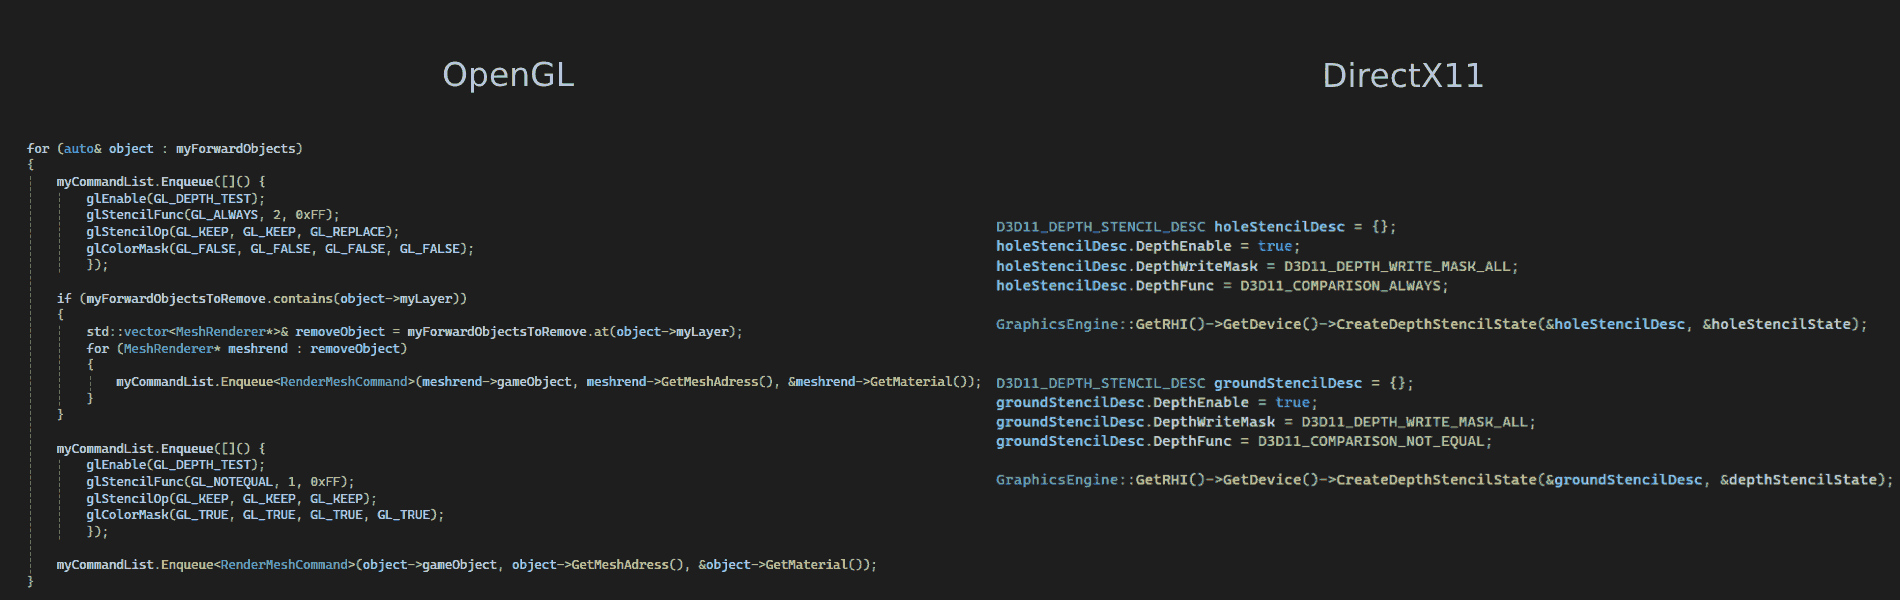 OpenGL
for (auto& object : myForwardObjects)
{
myCommandList.Enqueue([]() {
glEnable(GL_DEPTH_TEST);
glStencilFunc(GL_ALWAYS, 2, 0xFF);
glStencilOp(GL_KEEP, GL_KEEP, GL_REPLACE);
glColorMask(GL_FALSE, GL_FALSE, GL_FALSE, GL_FALSE);
});
if (myForwardObjectsToRemove.contains(object->myLayer))
{
std::vector<MeshRenderer*>& removeObject = myForwardObjectsToRemove.at(object->myLayer);
for (MeshRenderer* meshrend : removeObject)
{
myCommandList.Enqueue<RenderMeshCommand>(meshrend->gameObject, meshrend->GetMeshAdress(), &meshrend->GetMaterial());
}
}
myCommandList.Enqueue([]() {
glEnable(GL_DEPTH_TEST);
glStencilFunc(GL_NOTEQUAL, 1, 0xFF);
glStencilOp(GL_KEEP, GL_KEEP, GL_KEEP);
glColorMask(GL_TRUE, GL_TRUE, GL_TRUE, GL_TRUE);
});
myCommandList.Enqueue<RenderMeshCommand>(object->gameObject, object->GetMeshAdress(), &object->GetMaterial());
}
DirectX11
D3D11_DEPTH_STENCIL_DESC holeStencilDesc = {};
holeStencilDesc.DepthEnable = true;
holeStencilDesc.DepthWriteMask = D3D11_DEPTH_WRITE_MASK_ALL;
holeStencilDesc.DepthFunc = D3D11_COMPARISON_ALWAYS;
GraphicsEngine::GetRHI()->GetDevice()->CreateDepthStencilState(&holeStencilDesc, &holeStencilState);
D3D11_DEPTH_STENCIL_DESC groundStencilDesc = {};
groundStencilDesc.DepthEnable = true;
groundStencilDesc.DepthWriteMask = D3D11_DEPTH_WRITE_MASK_ALL;
groundStencilDesc.DepthFunc = D3D11_COMPARISON_NOT_EQUAL;
GraphicsEngine::GetRHI()->GetDevice()->CreateDepthStencilState(&groundStencilDesc, &depthStencilState);